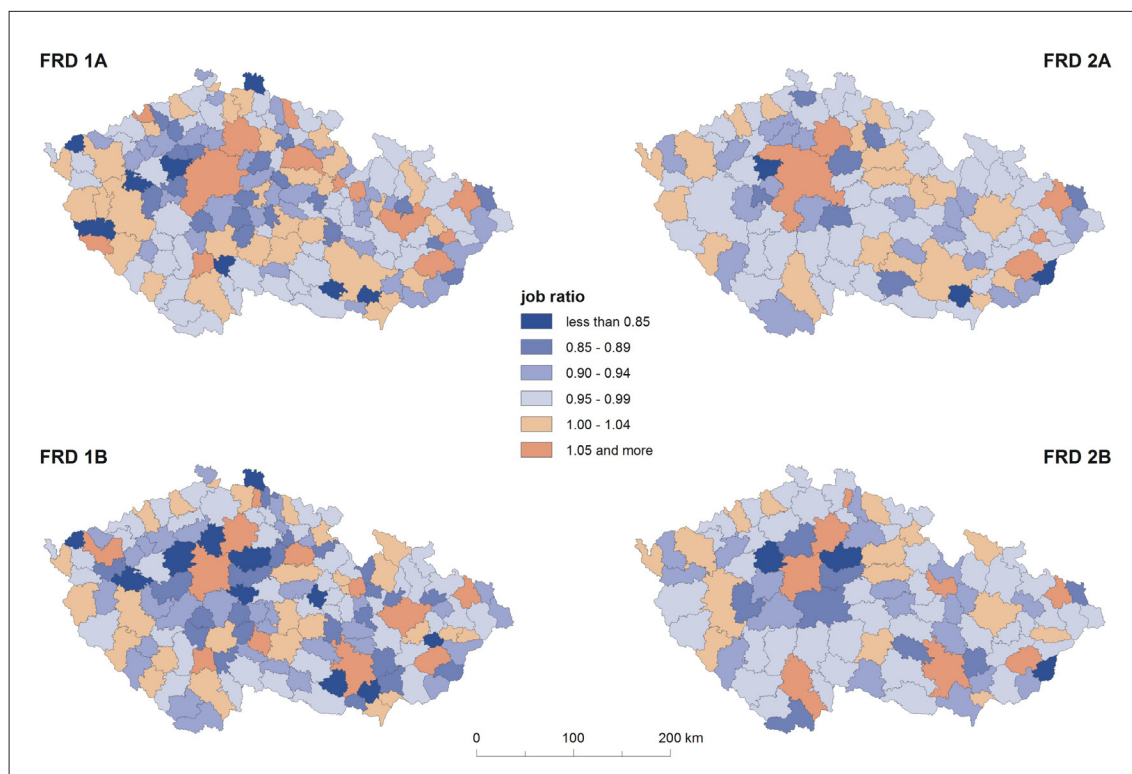 FRD 1A
FRD 2A
job ratio
less than 0.85
0.85 - 0.89
0.90 - 0.94
0.95 - 0.99
1.00 - 1.04
1.05 and more
FRD 1B
FRD 2B
0 100 200 km